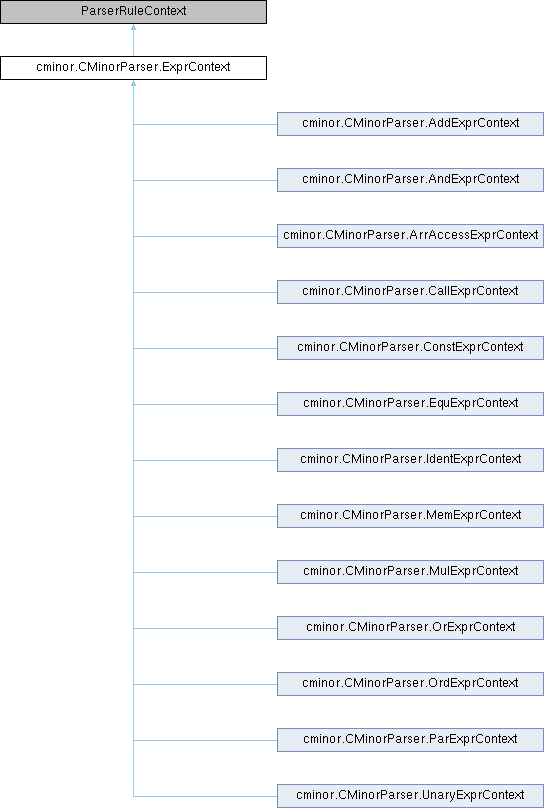 ParserRuleContext
cminor.CMinorParser.ExprContext
cminor.CMinorParser.AddExprContext
cminor.CMinorParser.AndExprContext
cminor.CMinorParser.ArrAccessExprContext
cminor.CMinorParser.CallExprContext
cminor.CMinorParser.ConstExprContext
cminor.CMinorParser.EquExprContext
cminor.CMinorParser.IdentExprContext
cminor.CMinorParser.MemExprContext
cminor.CMinorParser.MulExprContext
cminor.CMinorParser.OrExprContext
cminor.CMinorParser.OrdExprContext
cminor.CMinorParser.ParExprContext
cminor.CMinorParser.UnaryExprContext